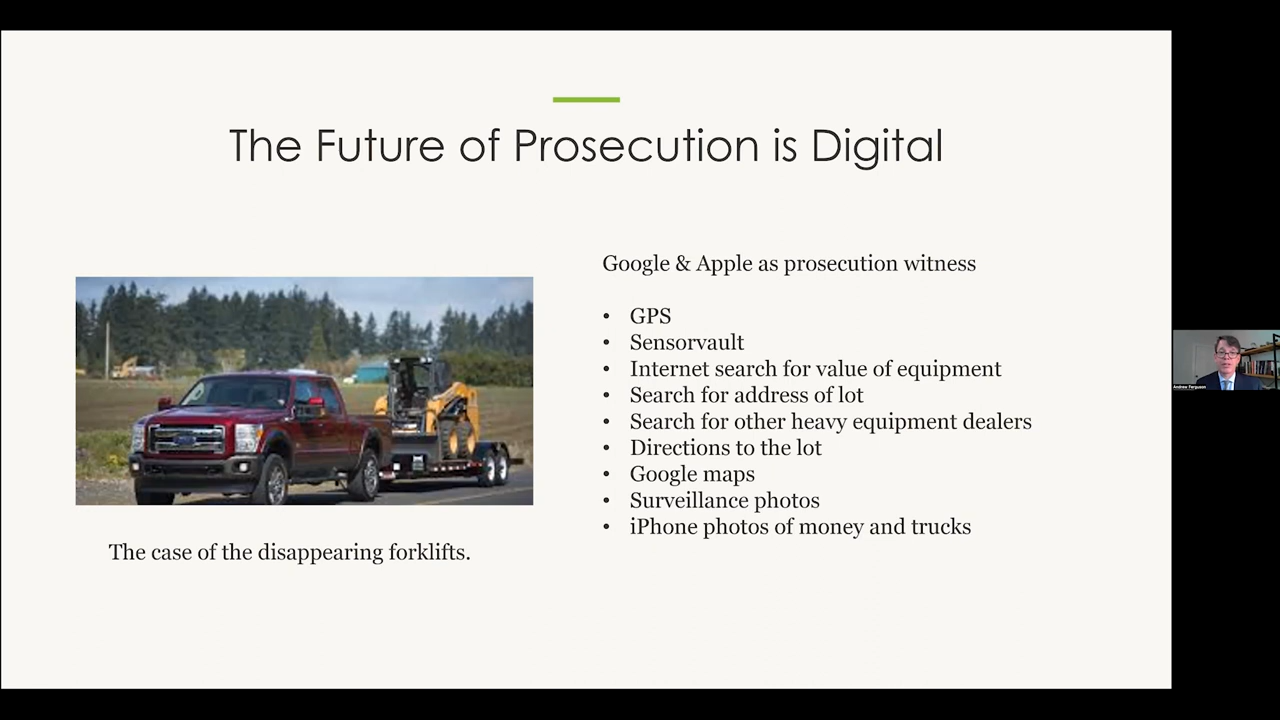 The Future of Prosecution is Digital
Google & Apple as prosecution witness
• GPS
• Sensorvault
• Internet search for value of equipment
• Search for address of lot
• Search for other heavy equipment dealers
• Directions to the lot
• Google maps
• Surveillance photos
• iPhone photos of money and trucks
The case of the disappearing forklifts.
Andrew Ferguson